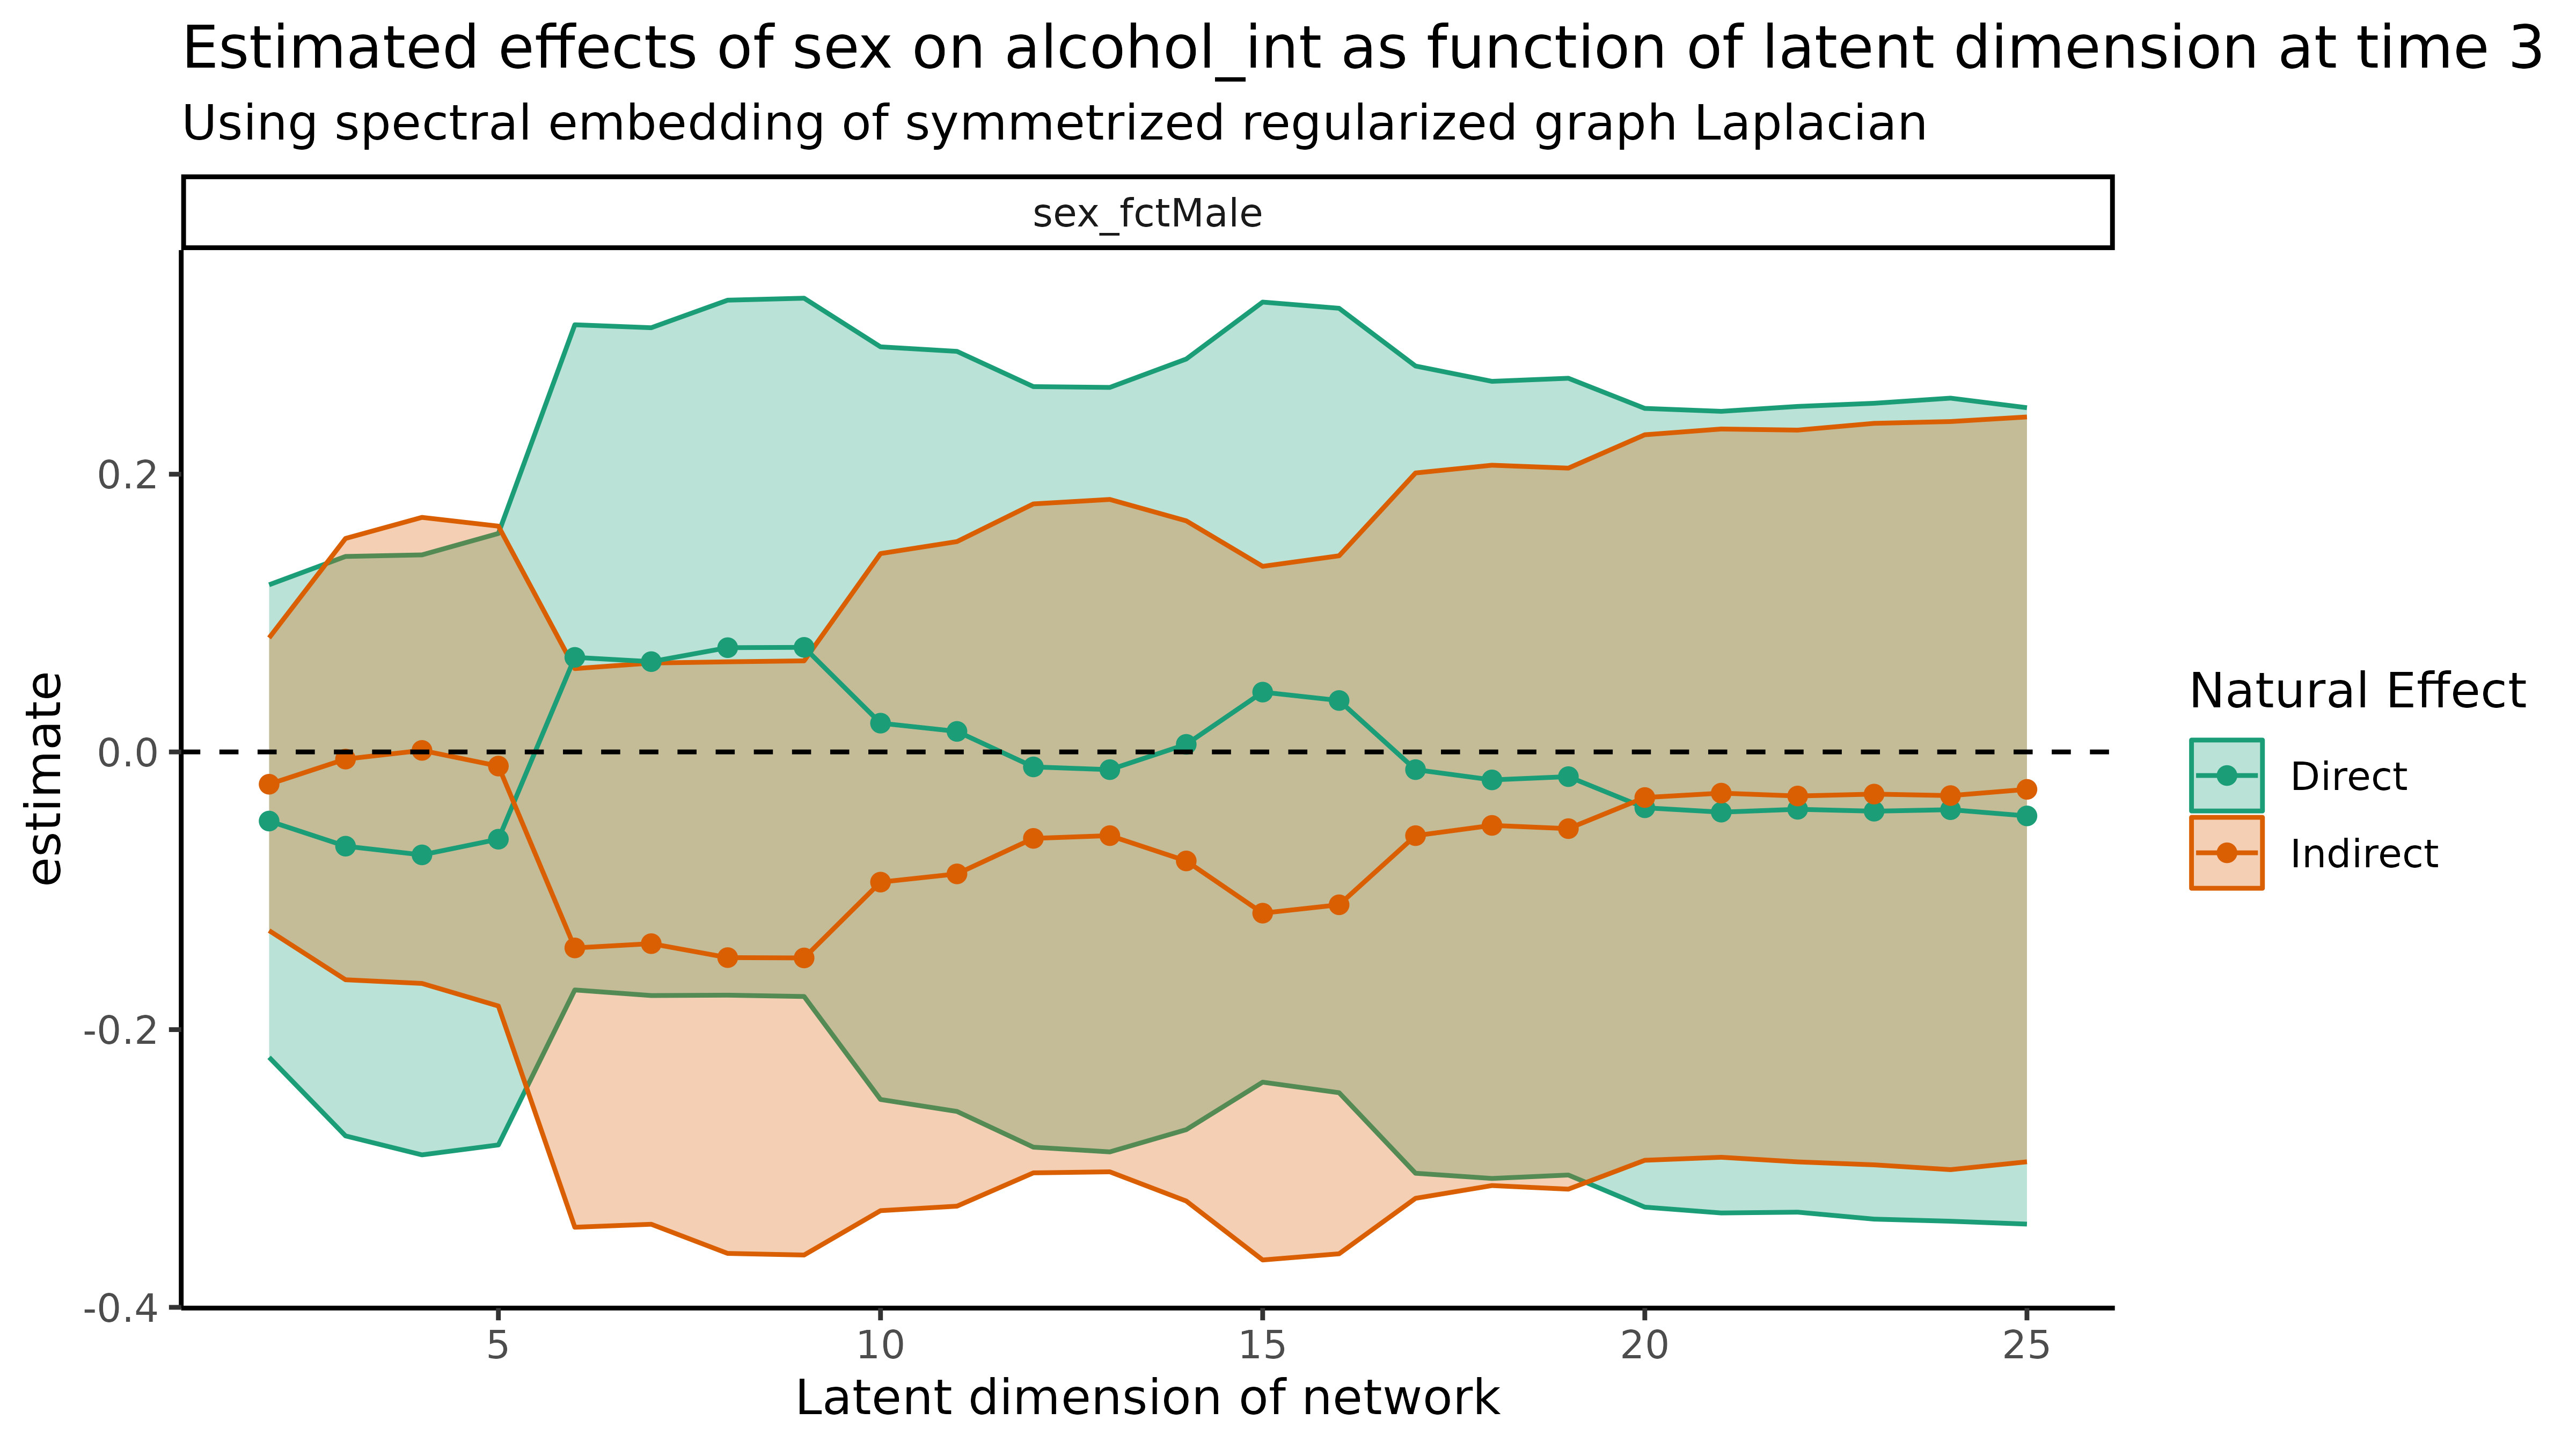 Estimated effects of sex on alcohol_int as function of latent dimension at time 3
Using spectral embedding of symmetrized regularized graph Laplacian
sex_fctMale
0.2
0.0
-0.2
-0.4
estimate
5 10 15 20 25
Latent dimension of network
Natural Effect
Direct
Indirect